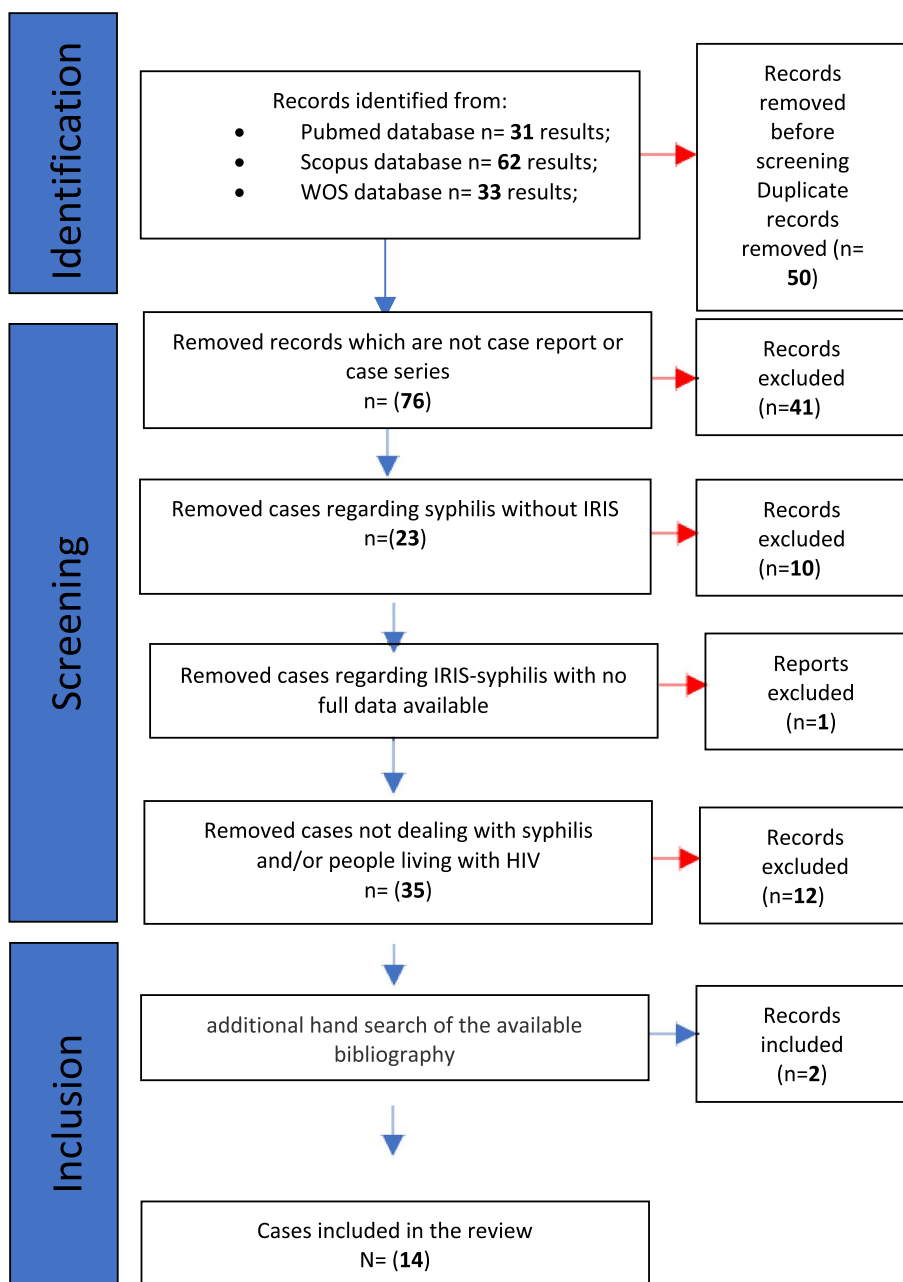 Identification
Records identified from:
• Pubmed database n= 31 results;
• Scopus database n= 62 results;
• WOS database n= 33 results;
Records
removed
before
screening
Duplicate
records
removed (n=
50)
Screening
Removed records which are not case report or
case series
n= (76)
Records
excluded
(n=41)
Removed cases regarding syphilis without IRIS
n=(23)
Records
excluded
(n=10)
Removed cases regarding IRIS-syphilis with no
full data available
Reports
excluded
(n=1)
Removed cases not dealing with syphilis
and/or people living with HIV
n= (35)
Records
excluded
(n=12)
Inclusion
additional hand search of the available
bibliography
Records
included
(n=2)
Cases included in the review
N= (14)